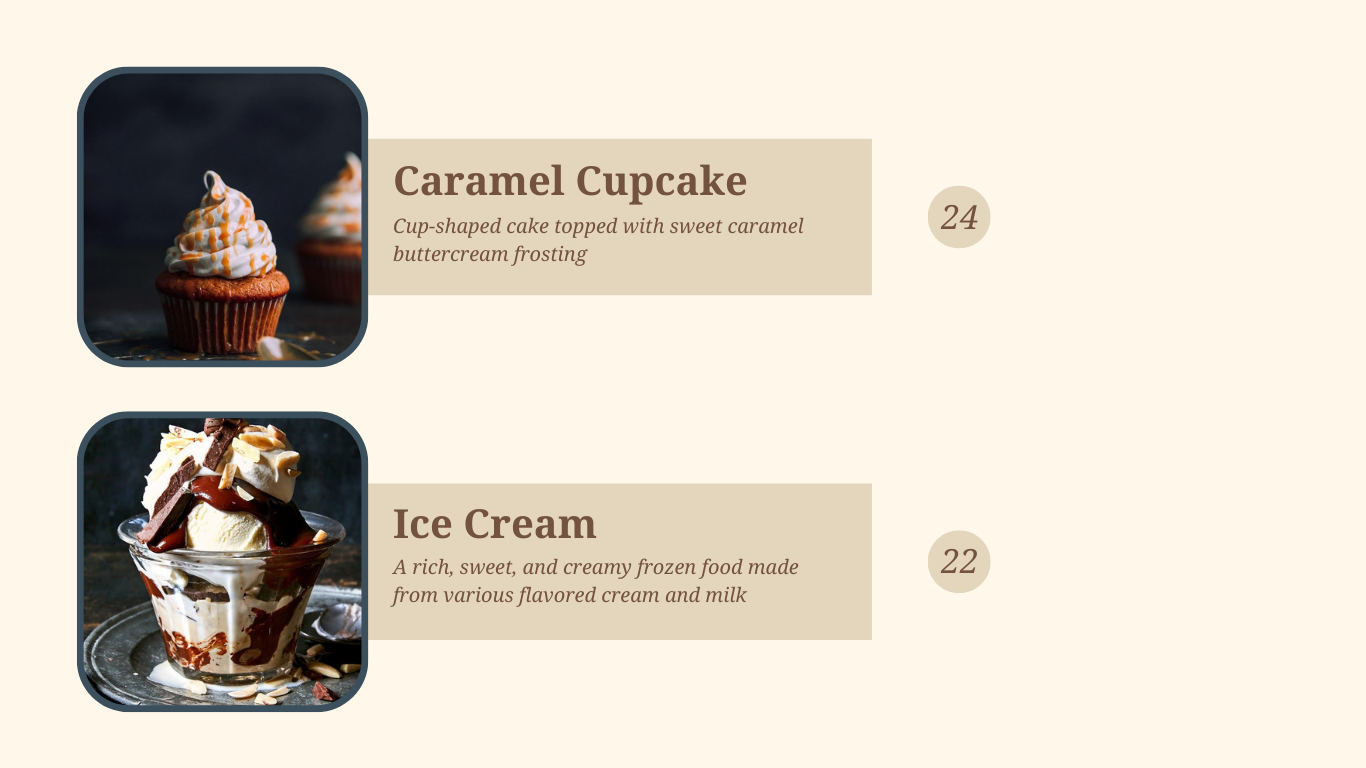 Caramel Cupcake
Cup-shaped cake topped with sweet caramel
buttercream frosting
24
Ice Cream
A rich, sweet, and creamy frozen food made
from various flavored cream and milk
22